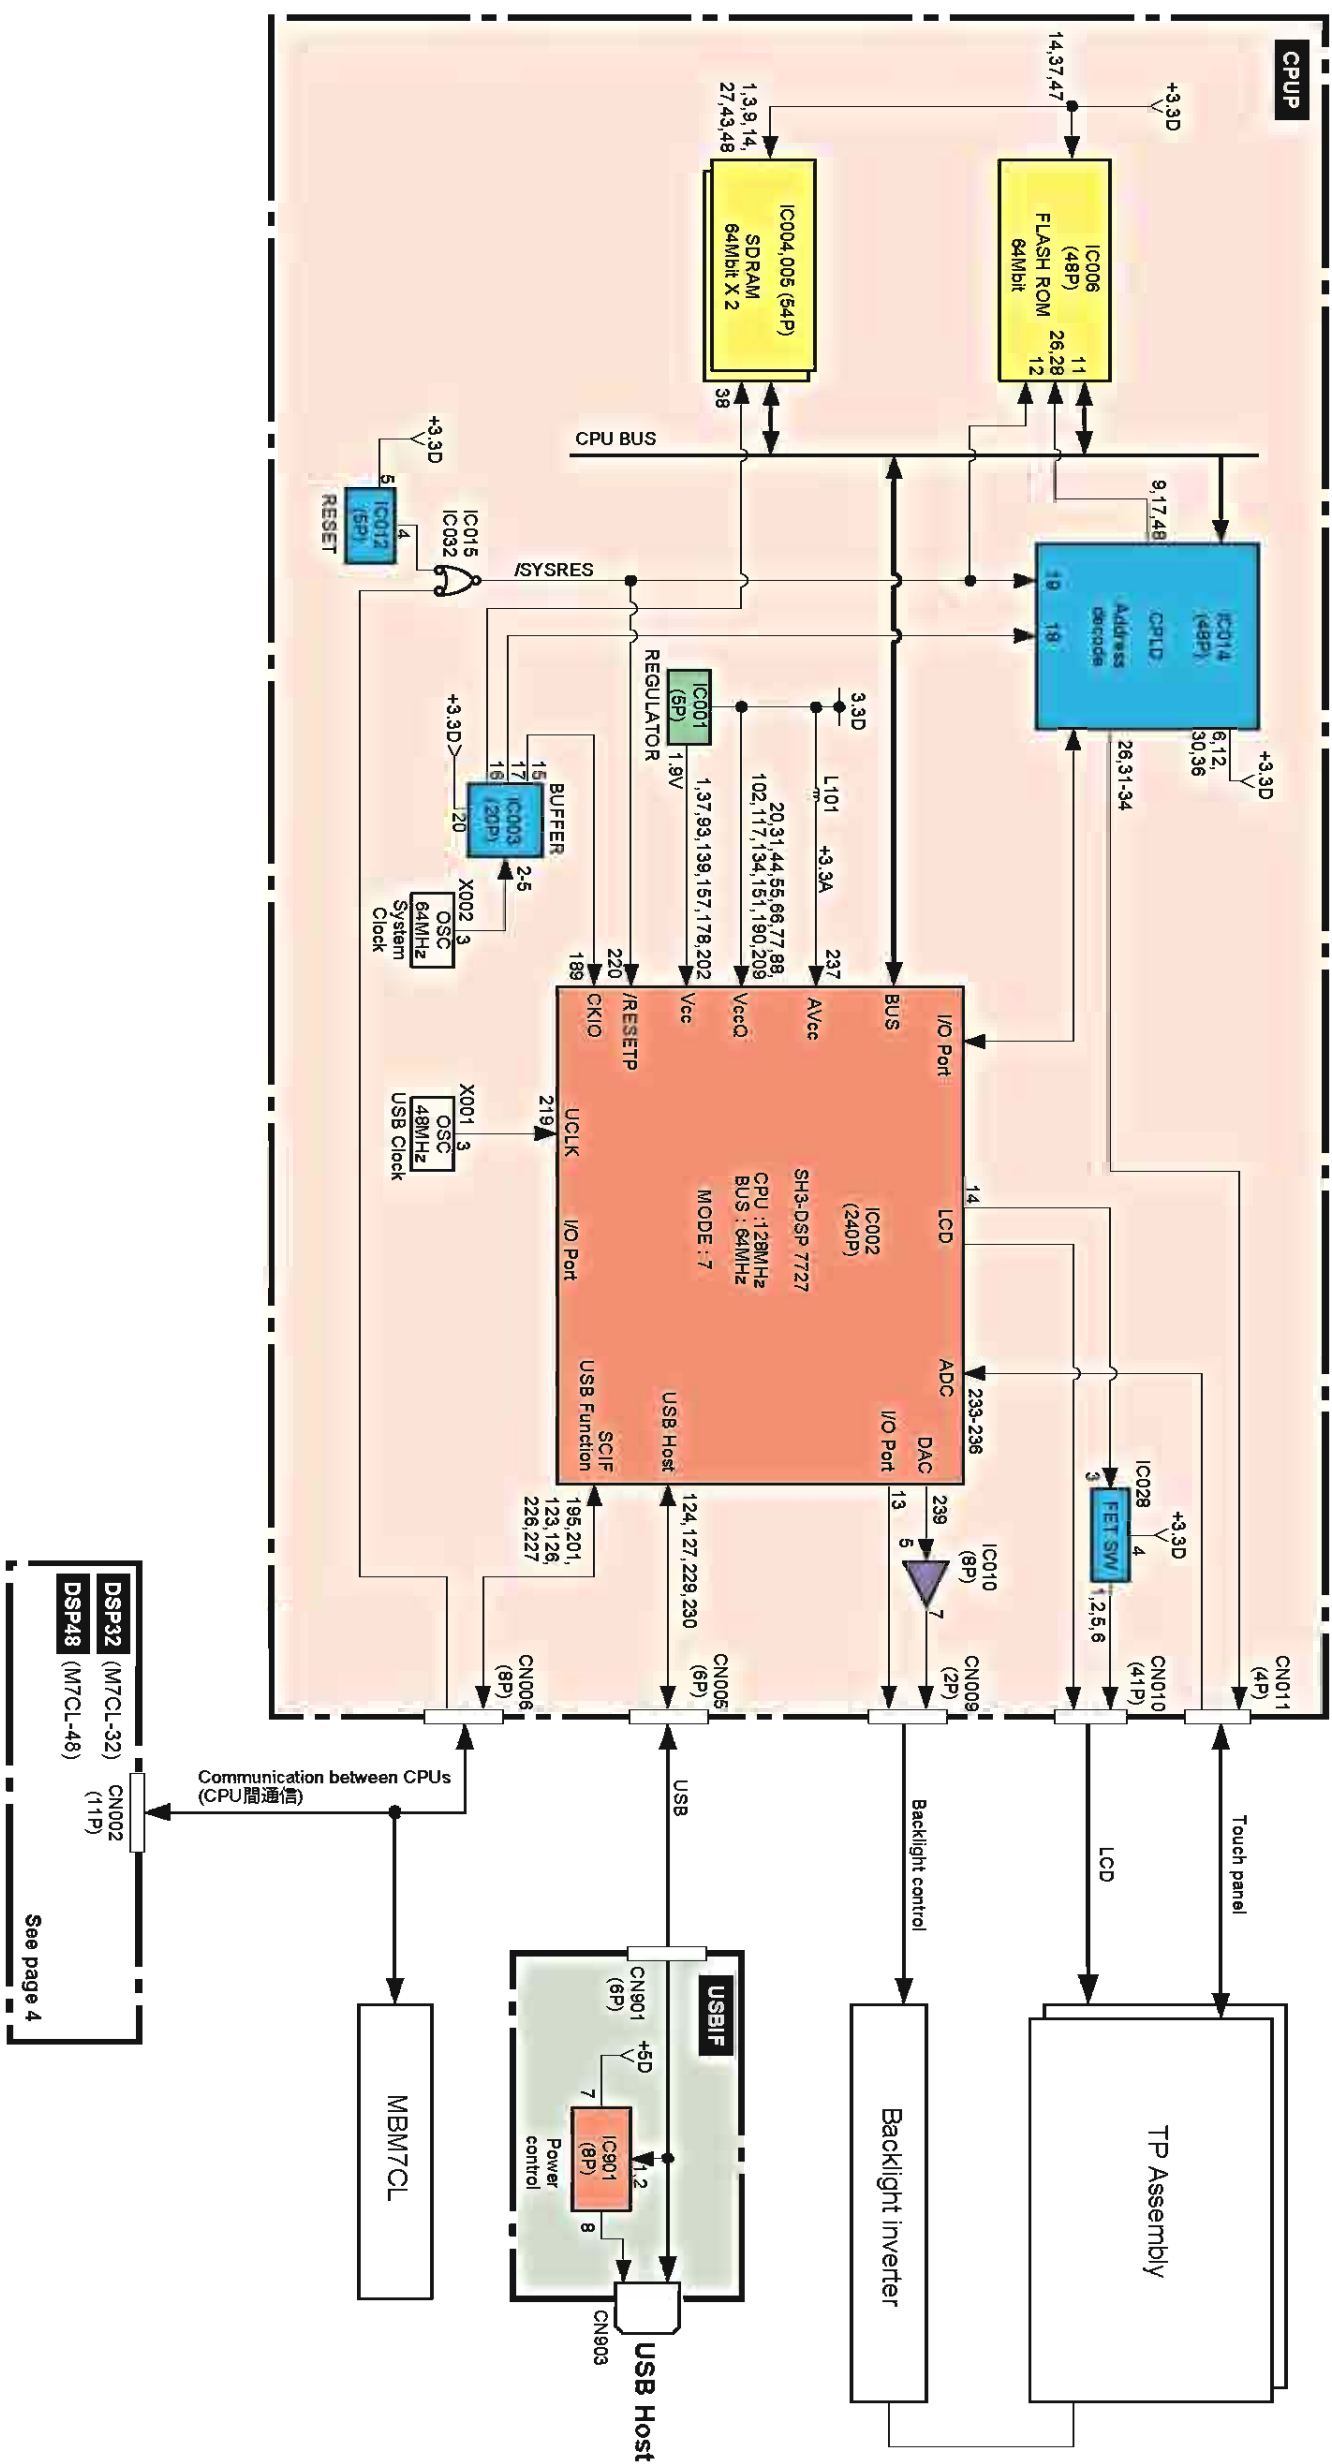 CPUP
+3.3D
14,37,47
IC006
(48P)
FLASH ROM
64Mbit
11
26,28
12
1,3,9,14,
27,43,48
IC004,005 (54P)
SDRAM
64Mbit X 2
38
CPU BUS
9,17,48
IC014
(48P)
CPLD
Address
decode
19
18
6,12,
30,36
+3.3D
26,31-34
+3.3D
5
IC012
(5P)
4
RESET
IC015
IC032
/SYSRES
3.3D
IC001
(5P)
REGULATOR
1.9V
L101
+3.3A
237
20,31,44,55,66,77,88,
102,117,134,151,190,209
1,37,93,139,157,178,202
220
189
+3.3D
BUFFER
15
17
16
IC003
(20P)
20
2-5
X002
3
OSC
64MHz
System
Clock
X001
3
OSC
48MHz
USB Clock
219
I/O Port
BUS
AVcc
VccQ
Vcc
/RESETP
CKIO
UCLK
IC002
(240P)
SH3-DSP 7727
CPU :128MHz
BUS : 64MHz
MODE : 7
14
LCD
I/O Port
ADC
233-236
DAC
239
I/O Port
13
USB Host
124,127,229,230
SCIF
USB Function
195,201,
123,126,
226,227
IC028
3
FET SW
+3.3D
4
1,2,5,6
IC010
(8P)
5
7
CN011
(4P)
CN010
(41P)
CN009
(2P)
CN005
(6P)
CN006
(8P)
Touch panel
LCD
Backlight control
USB
Communication between CPUs
(CPU間通信)
TP Assembly
Backlight inverter
USBIF
CN901
(6P)
+5D
7
IC901
(8P)
1,2
8
Power
control
CN903
USB Host
MBM7CL
DSP32 (M7CL-32)
DSP48 (M7CL-48)
CN002
(11P)
See page 4